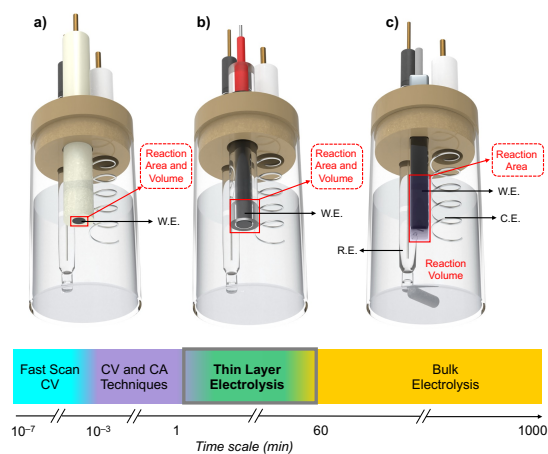 a)
b)
c)
Reaction
Area and
Volume
W.E.
Reaction
Area and
Volume
W.E.
Reaction
Area
W.E.
C.E.
R.E.
Reaction
Volume
Fast Scan
CV
CV and CA
Techniques
Thin Layer
Electrolysis
Bulk
Electrolysis
10⁻⁷
10⁻³
1
60
1000
Time scale (min)